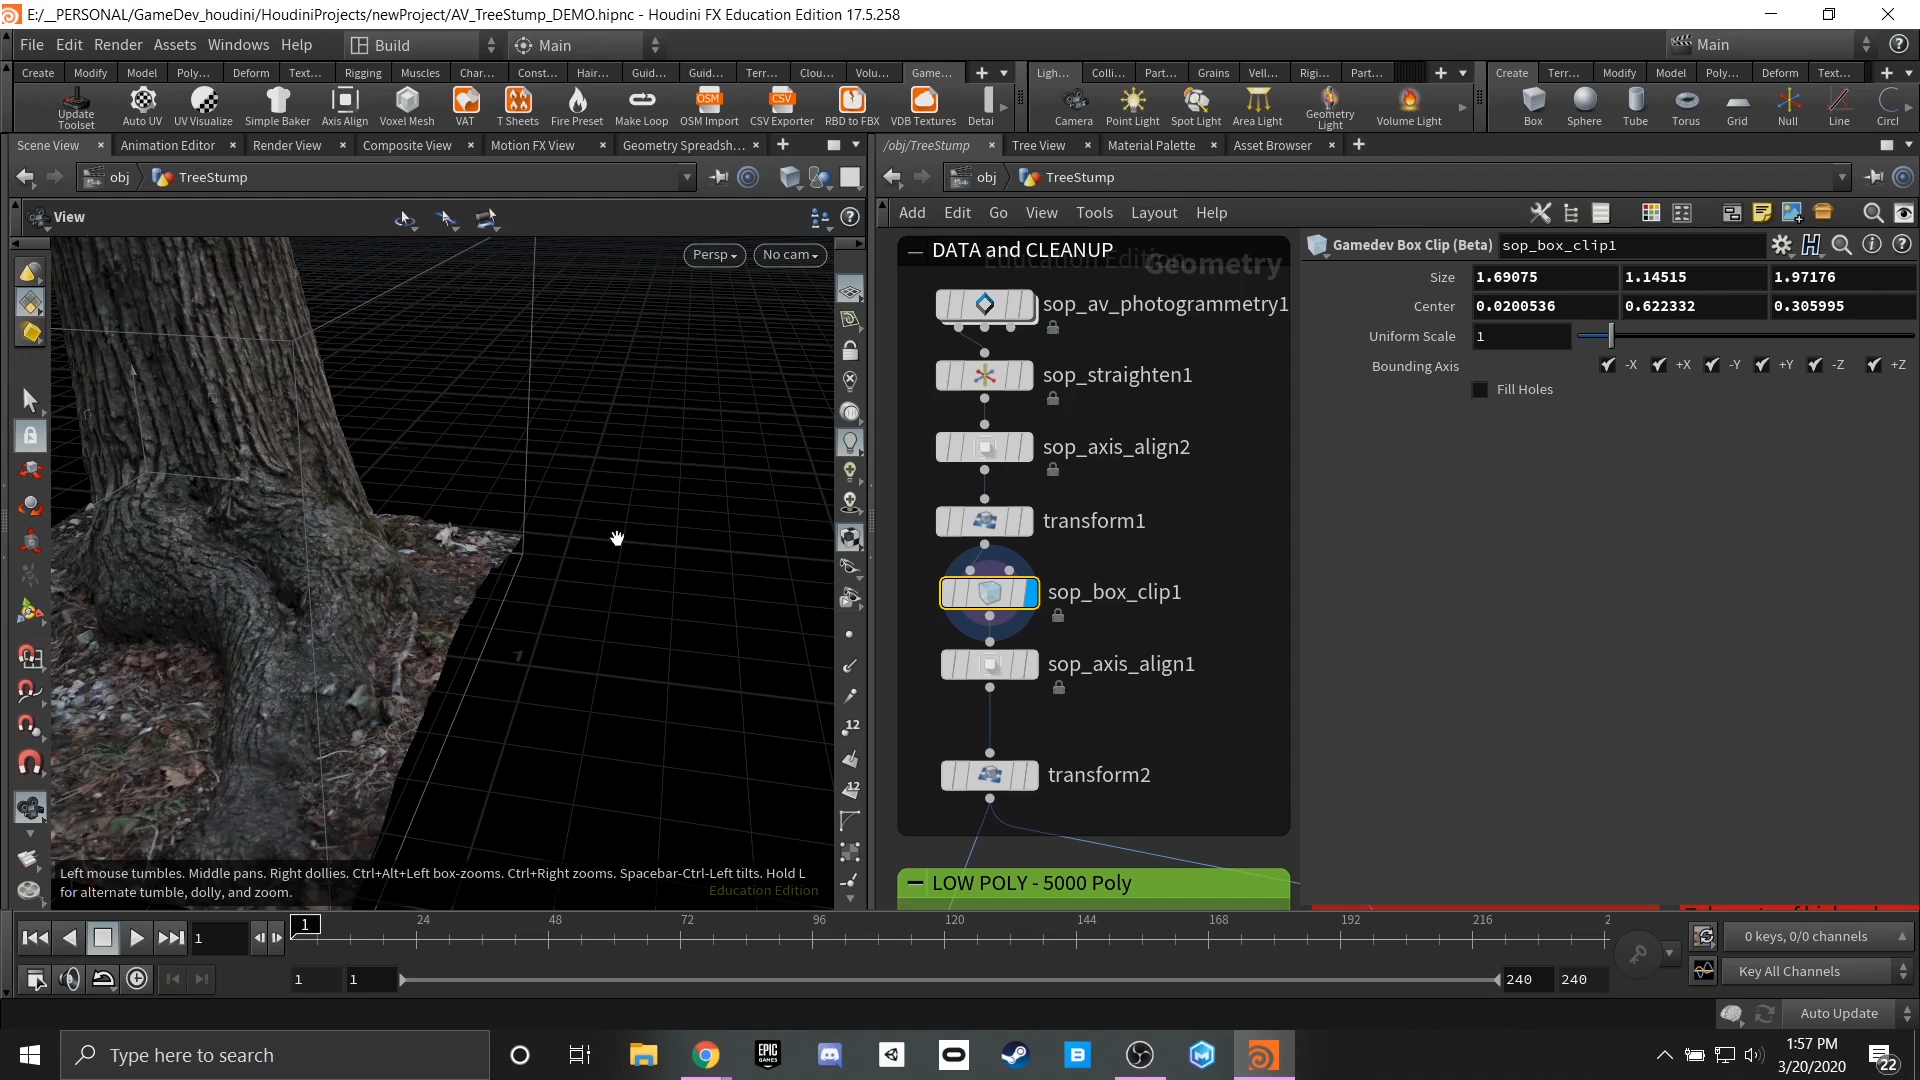 E:/__PERSONAL/GameDev_houdini/HoudiniProjects/newProject/AV_TreeStump_DEMO.hipnc - Houdini FX Education Edition 17.5.258
File Edit Render Assets Windows Help Build Main Main
Create Modify Model Poly... Deform Text... Rigging Muscles Char... Const... Hair... Guid... Guid... Terr... Clou... Volu... Game...
Update Toolset Auto UV UV Visualize Simple Baker Axis Align Voxel Mesh VAT T Sheets Fire Preset Make Loop OSM Import CSV Exporter RBD to FBX VDB Textures Detai
OSM CSV
Ligh... Colli... Part... Grains Vell... Rigi... Part...
Camera Point Light Spot Light Area Light Geometry Light Volume Light
Create Terr... Modify Model Poly... Deform Text...
Box Sphere Tube Torus Grid Null Line Circl
Scene View Animation Editor Render View Composite View Motion FX View Geometry Spreadsh...
obj TreeStump
View
Persp No cam
1
12
12
Left mouse tumbles. Middle pans. Right dollies. Ctrl+Alt+Left box-zooms. Ctrl+Right zooms. Spacebar-Ctrl-Left tilts. Hold L
for alternate tumble, dolly, and zoom.
Education Edition
/obj/TreeStump Tree View Material Palette Asset Browser
obj TreeStump
Add Edit Go View Tools Layout Help
DATA and CLEANUP
Education Edition
Geometry
sop_av_photogrammetry1
sop_straighten1
sop_axis_align2
transform1
sop_box_clip1
sop_axis_align1
transform2
LOW POLY - 5000 Poly
Gamedev Box Clip (Beta) sop_box_clip1
Size 1.69075 1.14515 1.97176
Center 0.0200536 0.622332 0.305995
Uniform Scale 1
Bounding Axis -X +X -Y +Y -Z +Z
Fill Holes
1 1 24 48 72 96 120 144 168 192 216 2
0 keys, 0/0 channels
1 1 240 240
Key All Channels
Auto Update
Type here to search
EPIC GAMES
B
1:57 PM
3/20/2020
22